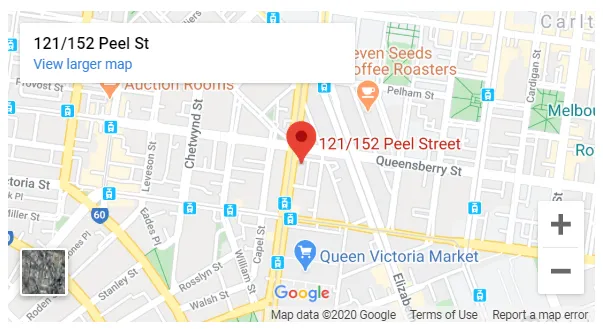 Carlt
121/152 Peel St
View larger map
even Seeds
offee Roasters
Auction Rooms
Provost St
Pelham St
Cardigan St
Melbou
Ro
Chetwynd St
Leveson St
121/152 Peel Street
Queensberry St
oria St
Miller St
60
Eades Pl
Capel St
William St
Queen Victoria Market
Elizab
Stanley St
Rosslyn St
Walsh St
Roden
Google
Map data ©2020 Google
Terms of Use
Report a map error